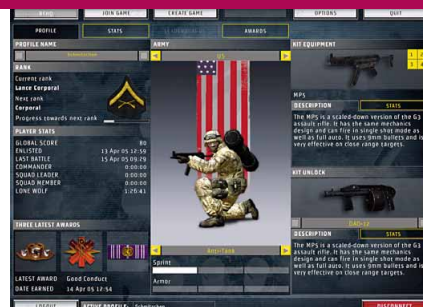 BFHQ
JOIN GAME
CREATE GAME
OPTIONS
QUIT
PROFILE
STATS
AWARDS
PROFILE NAME
RANK
Current rank
Lance Corporal
Next rank
Corporal
Progress towards next rank
PLAYER STATS
GLOBAL SCORE 80
ENLISTED 13 Apr 05 12:59
LAST BATTLE 15 Apr 05 09:29
COMMANDER 0:00:00
SQUAD LEADER 0:00:00
SQUAD MEMBER 0:00:00
LONE WOLF 1:20:41
THREE LATEST AWARDS
LATEST AWARD Good Conduct
DATE EARNED 14 Apr 05 12:54
ARMY
US
Anti-Tank
Sprint
Armor
KIT EQUIPMENT
1 2
3 4
MP5
DESCRIPTION
STATS
The MP5 is a scaled-down version of the G3
assault rifle. It has the same mechanics
design and can fire in single shot mode as
well as full auto. It uses 9mm bullets and is
very effective on close range targets.
KIT UNLOCK
DESCRIPTION
STATS
The MP5 is a scaled-down version of the G3
assault rifle. It has the same mechanics
design and can fire in single shot mode as
well as full auto. It uses 9mm bullets and is
very effective on close range targets.
LOGOUT
ACTIVE PROFILE:
DISCONNECT